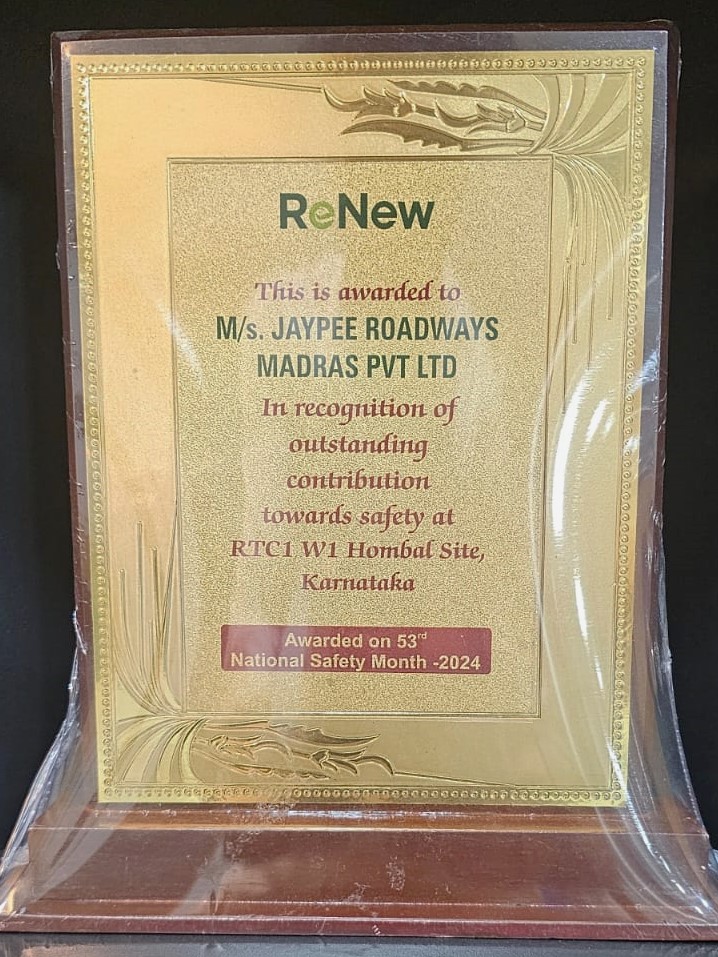 ReNew
This is awarded to
M/s. JAYPEE ROADWAYS
MADRAS PVT LTD
In recognition of
outstanding
contribution
towards safety at
RTC1 W1 Hombal Site,
Karnataka
Awarded on 53rd
National Safety Month -2024